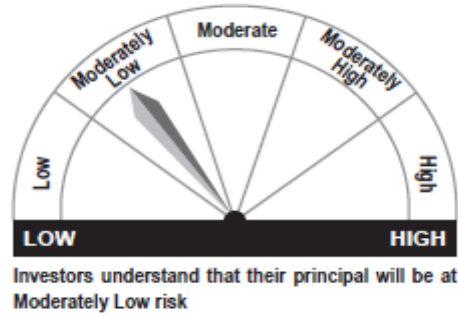 Moderate
Moderately
Low
Moderately
High
Low
High
LOW
HIGH
Investors understand that their principal will be at
Moderately Low risk